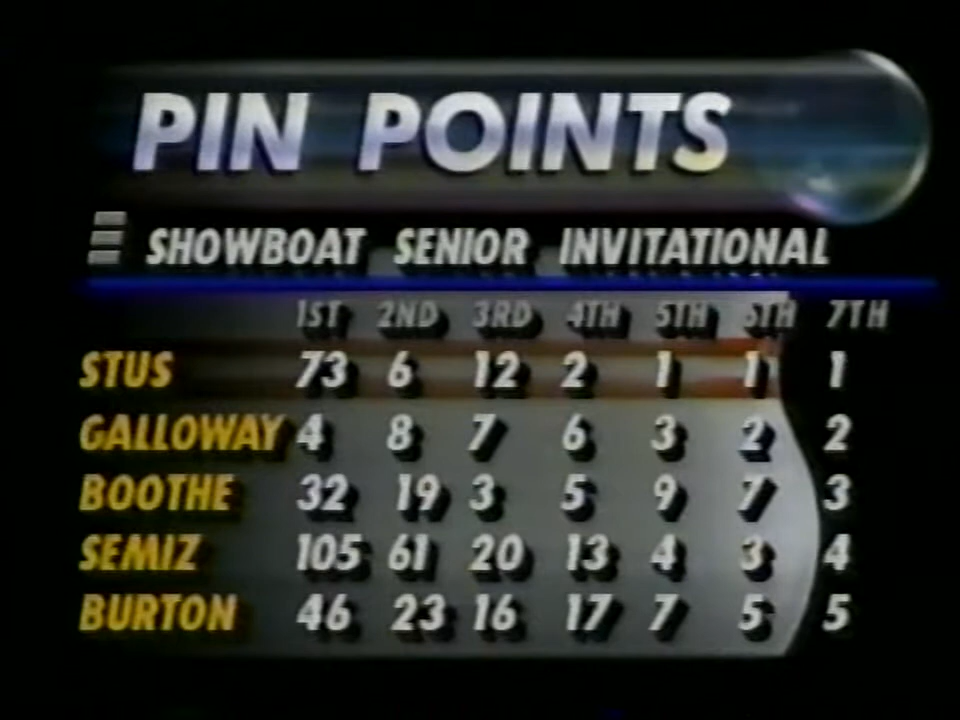 PIN POINTS
SHOWBOAT SENIOR INVITATIONAL
1ST 2ND 3RD 4TH 5TH 6TH 7TH
STUS 73 6 12 2 1 1 1
GALLOWAY 4 8 7 6 3 2 2
BOOTHE 32 19 3 5 9 7 3
SEMIZ 105 61 20 13 4 3 4
BURTON 46 23 16 17 7 5 5